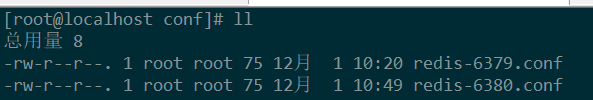 [root@localhost conf]# ll
总用量 8
-rw-r--r--. 1 root root 75 12月  1 10:20 redis-6379.conf
-rw-r--r--. 1 root root 75 12月  1 10:49 redis-6380.conf